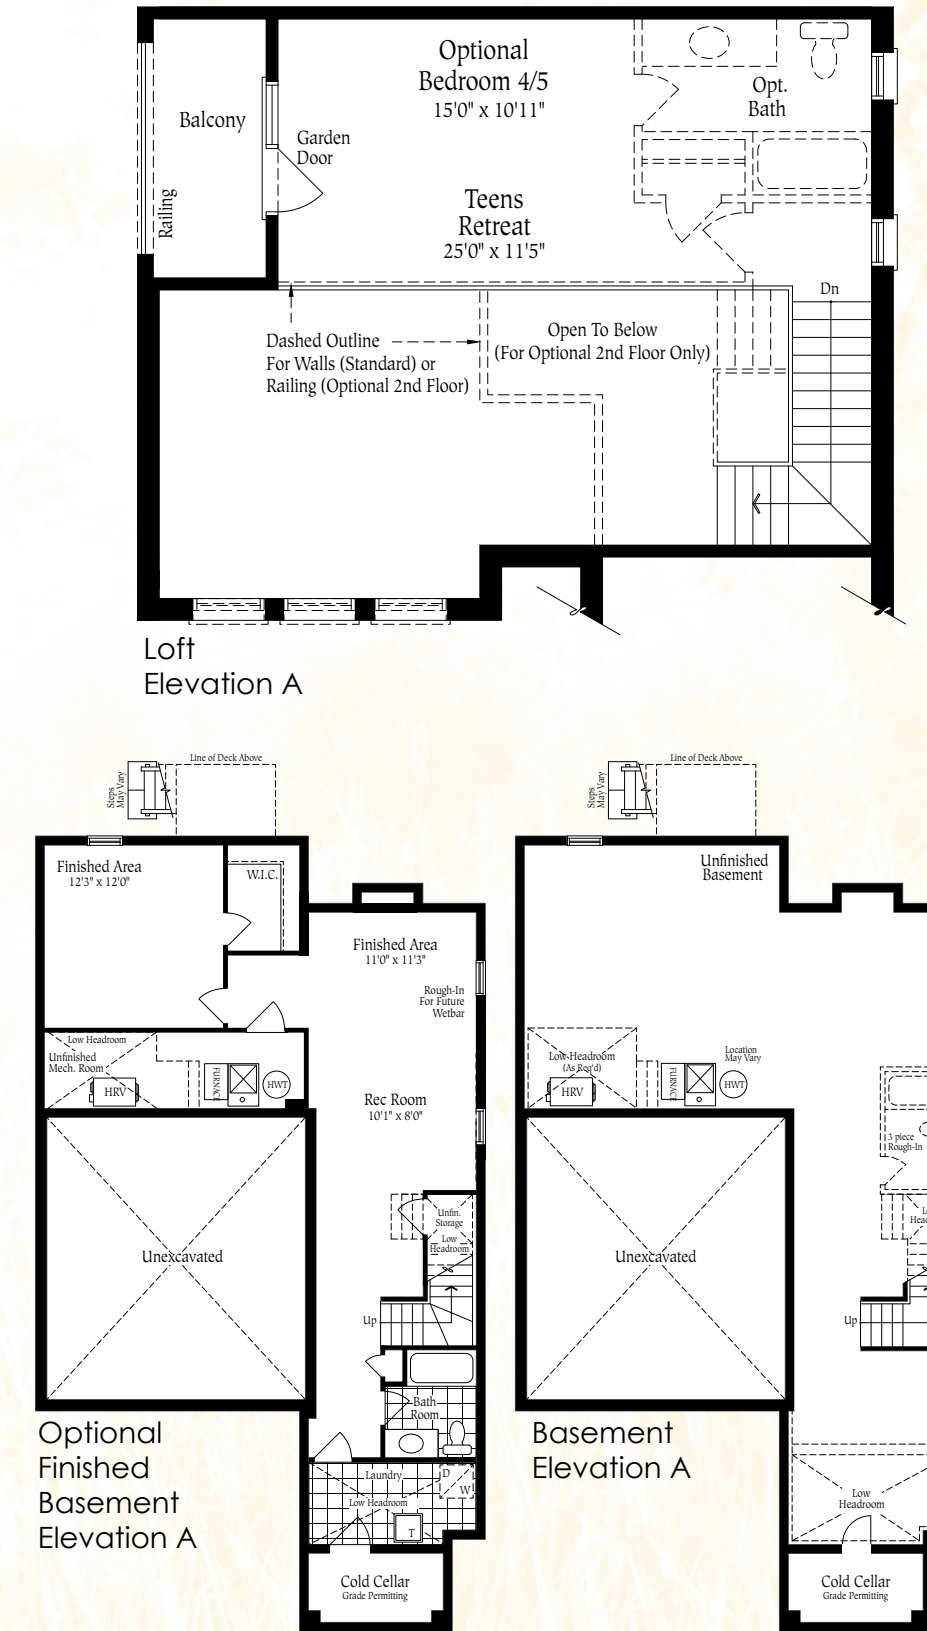 Optional
Bedroom 4/5
15'0" x 10'11"
Opt.
Bath
Balcony
Garden
Door
Railing
Teens
Retreat
25'0" x 11'5"
Dn
Dashed Outline
For Walls (Standard) or
Railing (Optional 2nd Floor)
Open To Below
(For Optional 2nd Floor Only)
Loft
Elevation A
Line of Deck Above
Steps
May Vary
Finished Area
12'3" x 12'0"
W.I.C.
Finished Area
11'0" x 11'3"
Rough-In
For Future
Wetbar
Low Headroom
Unfinished
Mech. Room
HRV
FURNACE
HWT
Rec Room
10'1" x 8'0"
Unfin.
Storage
Low
Headroom
Unexcavated
Up
Bath
Room
Laundry
D
W
Low Headroom
T
Cold Cellar
Grade Permitting
Optional
Finished
Basement
Elevation A
Line of Deck Above
Steps
May Vary
Unfinished
Basement
Low Headroom
(As Req'd)
HRV
FURNACE
HWT
Location
May Vary
3 piece
Rough-In
Unexcavated
Up
Low
Headroom
Cold Cellar
Grade Permitting
Basement
Elevation A